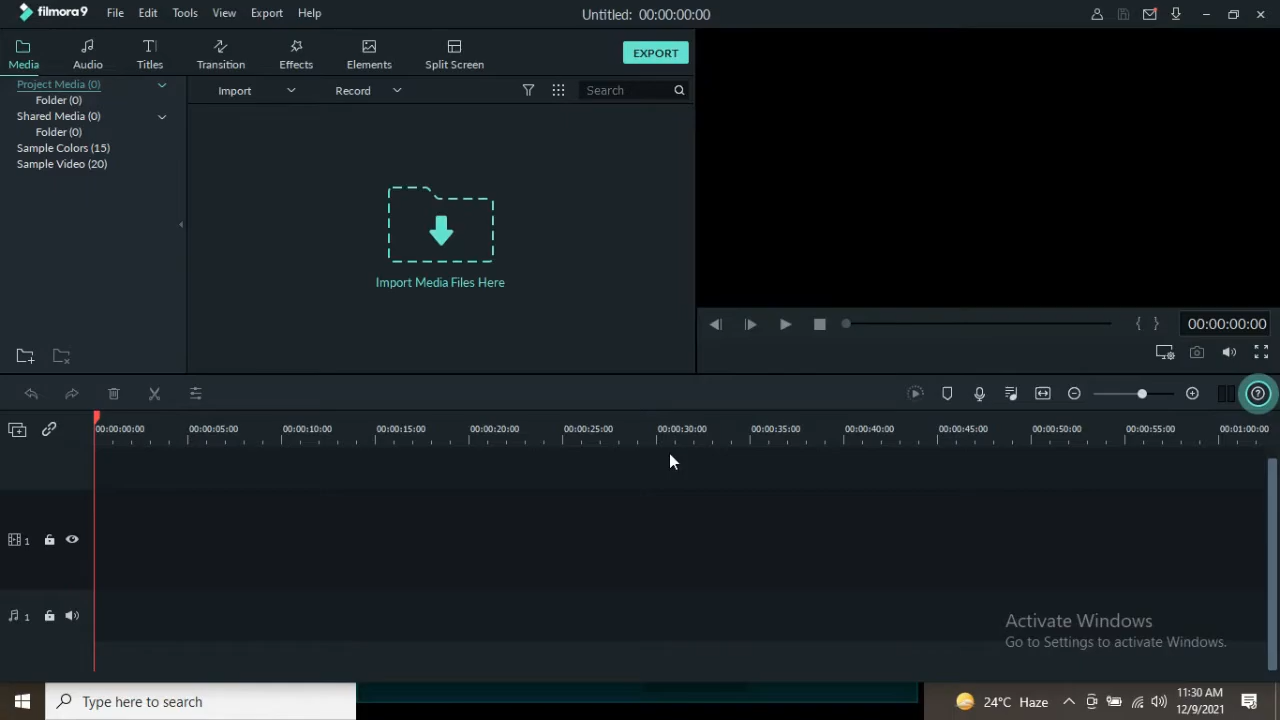 filmora9 File Edit Tools View Export Help Untitled: 00:00:00:00
Media Audio Titles Transition Effects Elements Split Screen EXPORT
Project Media (0)
Folder (0)
Shared Media (0)
Folder (0)
Sample Colors (15)
Sample Video (20)
Import Record Search
Import Media Files Here
00:00:00:00
00:00:00:00 00:00:05:00 00:00:10:00 00:00:15:00 00:00:20:00 00:00:25:00 00:00:30:00 00:00:35:00 00:00:40:00 00:00:45:00 00:00:50:00 00:00:55:00 00:01:00:00
1
1
Activate Windows
Go to Settings to activate Windows.
Type here to search
24°C Haze
11:30 AM
12/9/2021